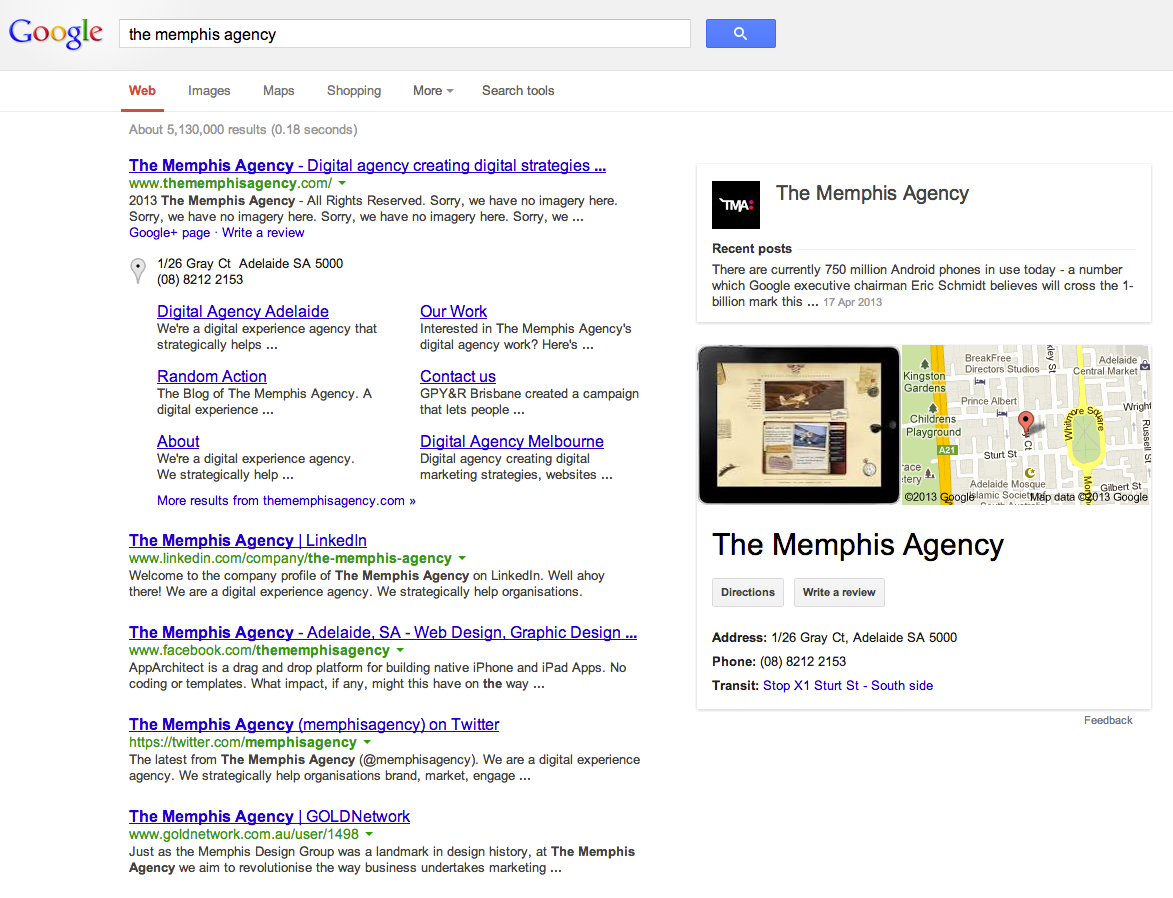 Google
the memphis agency
Web Images Maps Shopping More Search tools
About 5,130,000 results (0.18 seconds)
The Memphis Agency - Digital agency creating digital strategies ...
www.thememphisagency.com/
2013 The Memphis Agency - All Rights Reserved. Sorry, we have no imagery here.
Sorry, we have no imagery here. Sorry, we have no imagery here. Sorry, we ...
Google+ page · Write a review
1/26 Gray Ct Adelaide SA 5000
(08) 8212 2153
Digital Agency Adelaide
We're a digital experience agency that
strategically helps ...
Our Work
Interested in The Memphis Agency's
digital agency work? Here's ...
Random Action
The Blog of The Memphis Agency. A
digital experience ...
Contact us
GPY&R Brisbane created a campaign
that lets people ...
About
We're a digital experience agency.
We strategically help ...
Digital Agency Melbourne
Digital agency creating digital
marketing strategies, websites ...
More results from thememphisagency.com »
The Memphis Agency | LinkedIn
www.linkedin.com/company/the-memphis-agency
Welcome to the company profile of The Memphis Agency on LinkedIn. Well ahoy
there! We are a digital experience agency. We strategically help organisations.
The Memphis Agency - Adelaide, SA - Web Design, Graphic Design ...
www.facebook.com/thememphisagency
AppArchitect is a drag and drop platform for building native iPhone and iPad Apps. No
coding or templates. What impact, if any, might this have on the way ...
The Memphis Agency (memphisagency) on Twitter
https://twitter.com/memphisagency
The latest from The Memphis Agency (@memphisagency). We are a digital experience
agency. We strategically help organisations brand, market, engage ...
The Memphis Agency | GOLDNetwork
www.goldnetwork.com.au/user/1498
Just as the Memphis Design Group was a landmark in design history, at The Memphis
Agency we aim to revolutionise the way business undertakes marketing ...
TMA:
The Memphis Agency
Recent posts
There are currently 750 million Android phones in use today - a number
which Google executive chairman Eric Schmidt believes will cross the 1-
billion mark this ... 17 Apr 2013
BreakFree
Directors Studios
Adelaide
Central Market
Kingston
Gardens
Prince Albert
Wright
Childrens
Playground
Whitmore Square
Russell St
A21
Sturt St
Adelaide Mosque
Islamic Society
Gilbert St
©2013 Google
Map data ©2013 Google
The Memphis Agency
Directions
Write a review
Address: 1/26 Gray Ct, Adelaide SA 5000
Phone: (08) 8212 2153
Transit: Stop X1 Sturt St - South side
Feedback